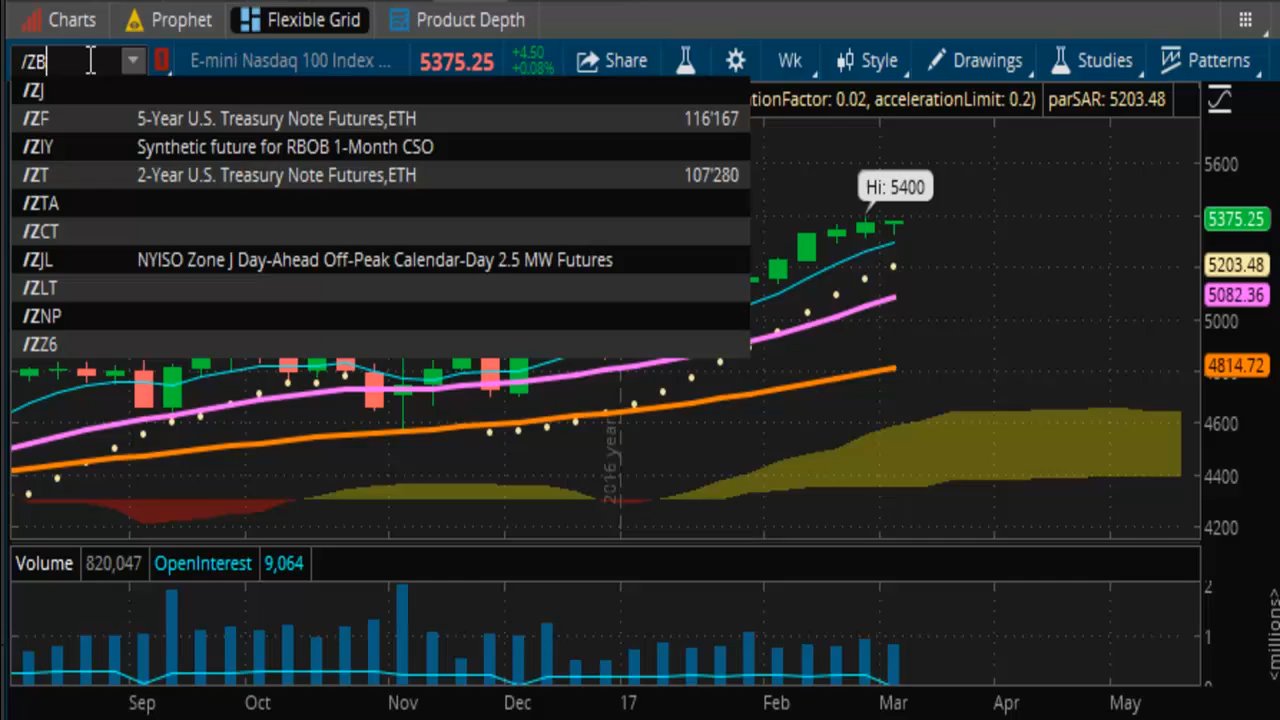 Charts Prophet Flexible Grid Product Depth
/ZB E-mini Nasdaq 100 Index ... 5375.25 +4.50 +0.08% Share Wk Style Drawings Studies Patterns
/ZJ
/ZF 5-Year U.S. Treasury Note Futures,ETH 116'167
/ZIY Synthetic future for RBOB 1-Month CSO
/ZT 2-Year U.S. Treasury Note Futures,ETH 107'280
/ZTA
/ZCT
/ZJL NYISO Zone J Day-Ahead Off-Peak Calendar-Day 2.5 MW Futures
/ZLT
/ZNP
/ZZ6
tionFactor: 0.02, accelerationLimit: 0.2) parSAR: 5203.48
Hi: 5400
5600
5375.25
5203.48
5082.36
5000
4814.72
4600
4400
4200
2016 year
Volume 820,047 OpenInterest 9,064
2
1
0
<millions>
Sep Oct Nov Dec 17 Feb Mar Apr May